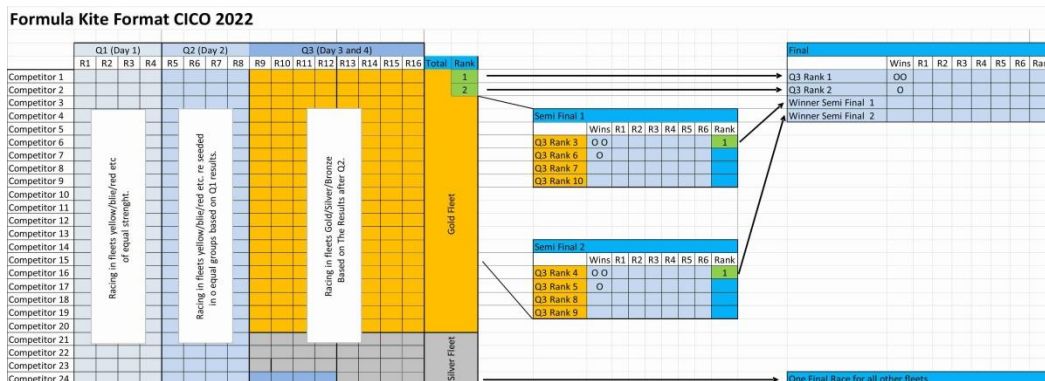 Formula Kite Format CICO 2022
Q1 (Day 1) Q2 (Day 2) Q3 (Day 3 and 4) Final
R1 R2 R3 R4 R5 R6 R7 R8 R9 R10 R11 R12 R13 R14 R15 R16 Total Rank Wins R1 R2 R3 R4 R5 R6
Competitor 1 1 Q3 Rank 1 OO
Competitor 2 2 Q3 Rank 2 O
Competitor 3 Winner Semi Final 1
Competitor 4 Semi Final 1 Winner Semi Final 2
Competitor 5 Wins R1 R2 R3 R4 R5 R6 Rank
Competitor 6 Q3 Rank 3 O O 1
Competitor 7 Q3 Rank 6 O
Competitor 8 Q3 Rank 7
Competitor 9 Q3 Rank 10
Competitor 10
Competitor 11
Competitor 12
Competitor 13
Competitor 14 Semi Final 2
Competitor 15 Wins R1 R2 R3 R4 R5 R6 Rank
Competitor 16 Q3 Rank 4 O O 1
Competitor 17 Q3 Rank 5 O
Competitor 18 Q3 Rank 8
Competitor 19 Q3 Rank 9
Competitor 20
Competitor 21
Competitor 22
Competitor 23
Competitor 24 One Final Race for all other fleets
Racing in fleets yellow/blie/red etc
of equal strenght.
Racing in fleets yellow/blie/red etc. re seeded
in o equal groups based on Q1 results.
Racing in fleets Gold/Silver/Bronze
Based on The Results after Q2.
Gold Fleet
Silver Fleet